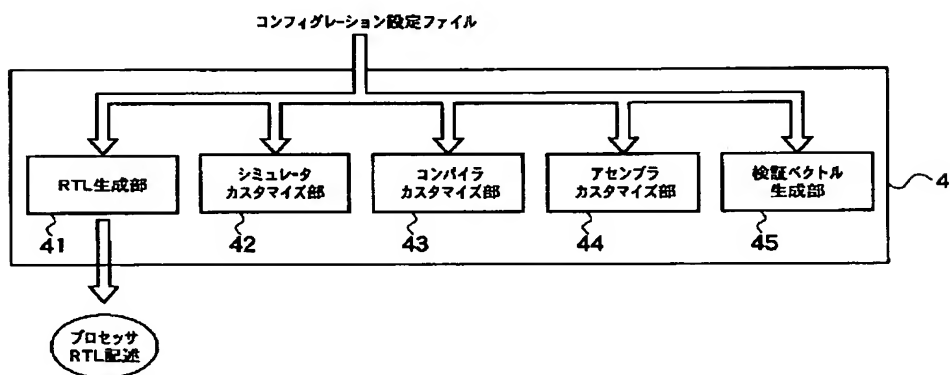 コンフィグレーション設定ファイル
RTL生成部
シミュレータ
カスタマイズ部
コンパイラ
カスタマイズ部
アセンブラ
カスタマイズ部
検証ベクトル
生成部
4
41
42
43
44
45
プロセッサ
RTL記述